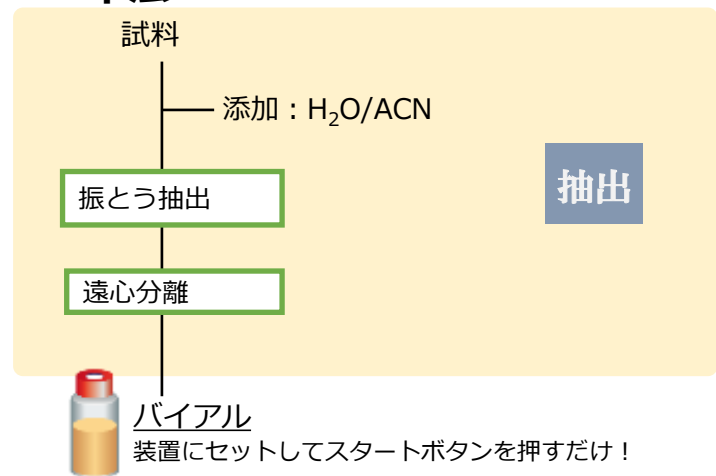 試料
添加：H₂O/ACN
振とう抽出
抽出
遠心分離
バイアル
装置にセットしてスタートボタンを押すだけ！